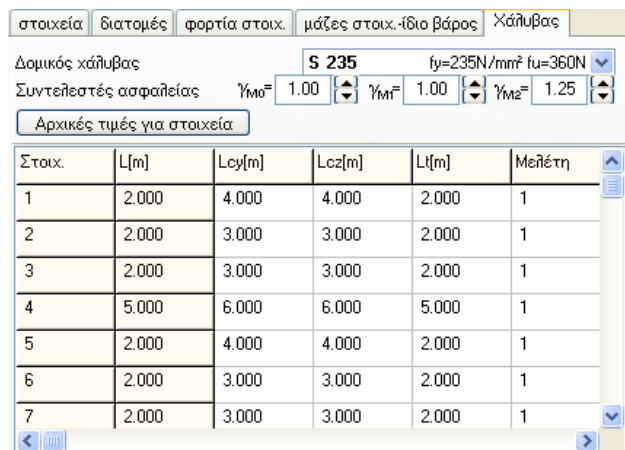 στοιχεία διατομές φορτία στοιχ. μάζες στοιχ.-ίδιο βάρος Χάλυβας
Δομικός χάλυβας S 235 fy=235N/mm² fu=360N
Συντελεστές ασφαλείας γM0= 1.00 γM1= 1.00 γM2= 1.25
Αρχικές τιμές για στοιχεία
Στοιχ. L[m] Lcy[m] Lcz[m] Lt[m] Μελέτη
1 2.000 4.000 4.000 2.000 1
2 2.000 3.000 3.000 2.000 1
3 2.000 3.000 3.000 2.000 1
4 5.000 6.000 6.000 5.000 1
5 2.000 4.000 4.000 2.000 1
6 2.000 3.000 3.000 2.000 1
7 2.000 3.000 3.000 2.000 1